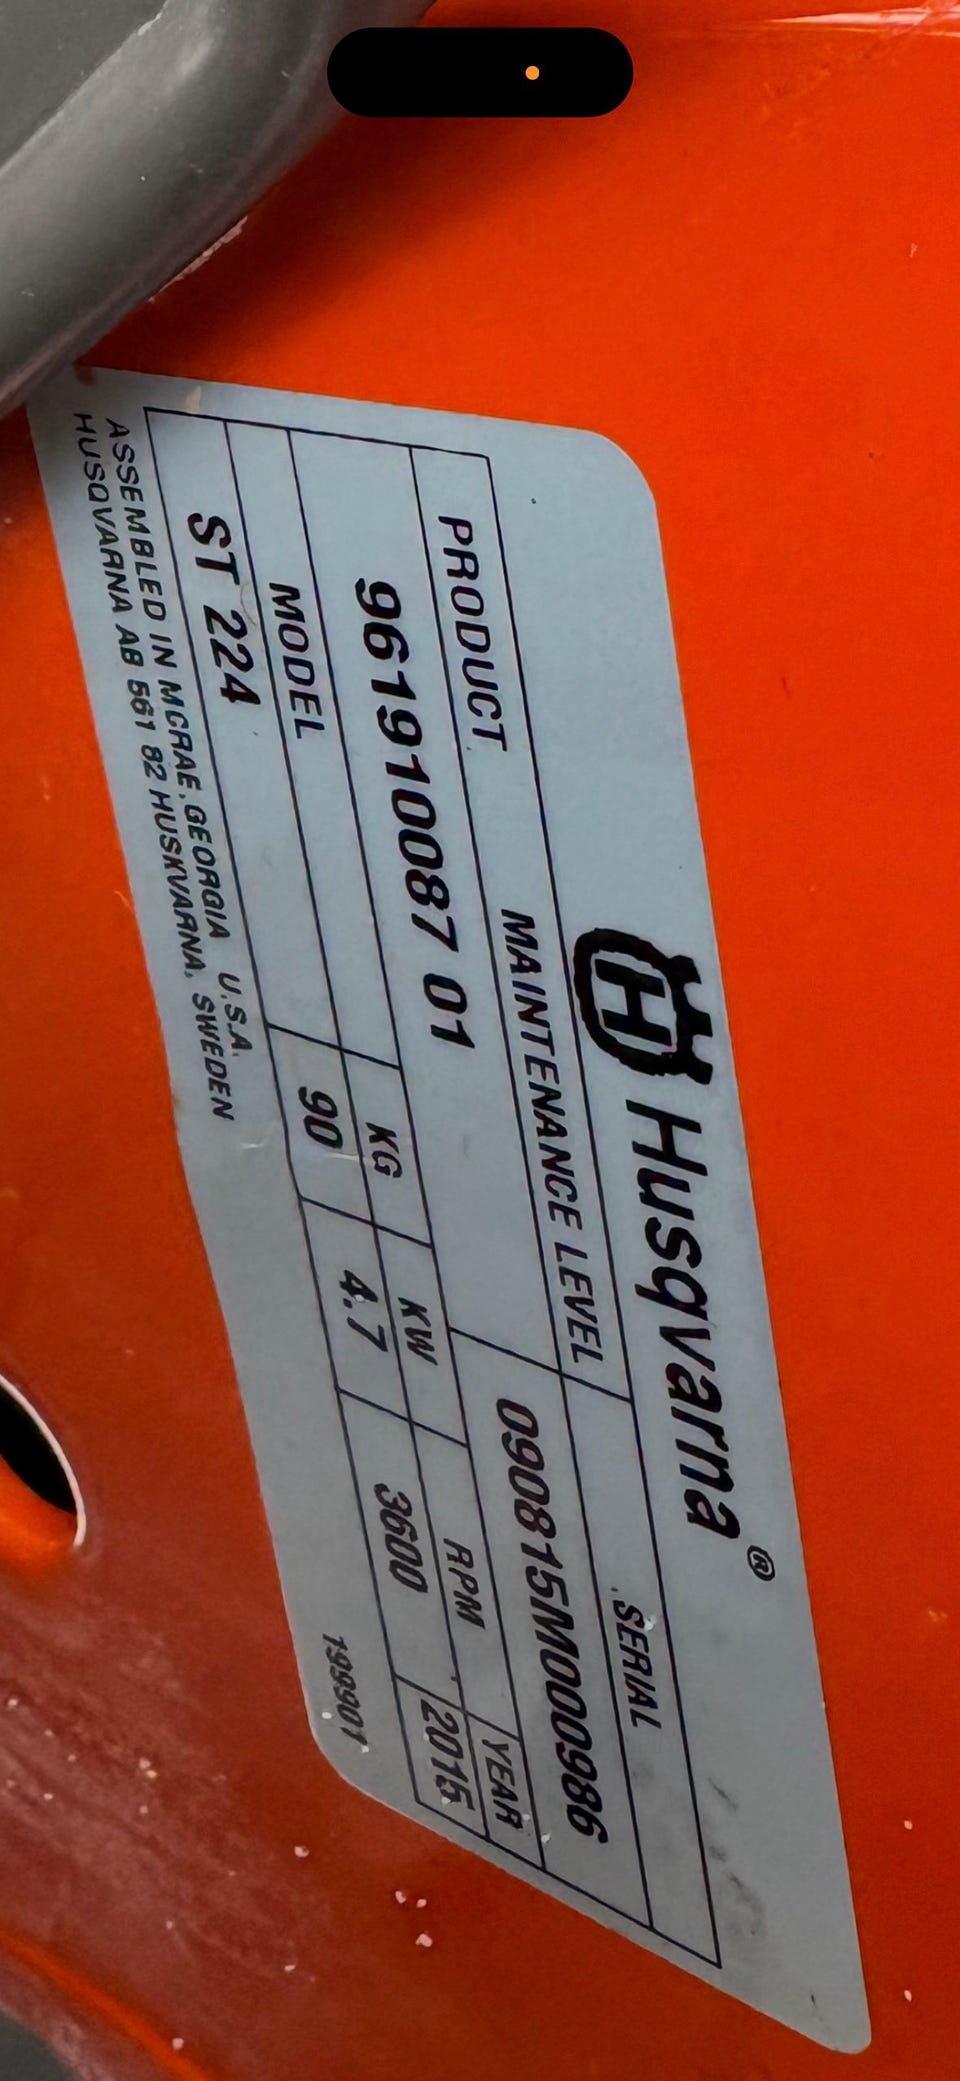 Husqvarna®
PRODUCT MAINTENANCE LEVEL SERIAL
961910087 01 090815M000986
MODEL KG KW RPM YEAR
ST 224 90 4.7 3600 2015
ASSEMBLED IN MCRAE, GEORGIA U.S.A.
HUSQVARNA AB 561 82 HUSKVARNA, SWEDEN
199901